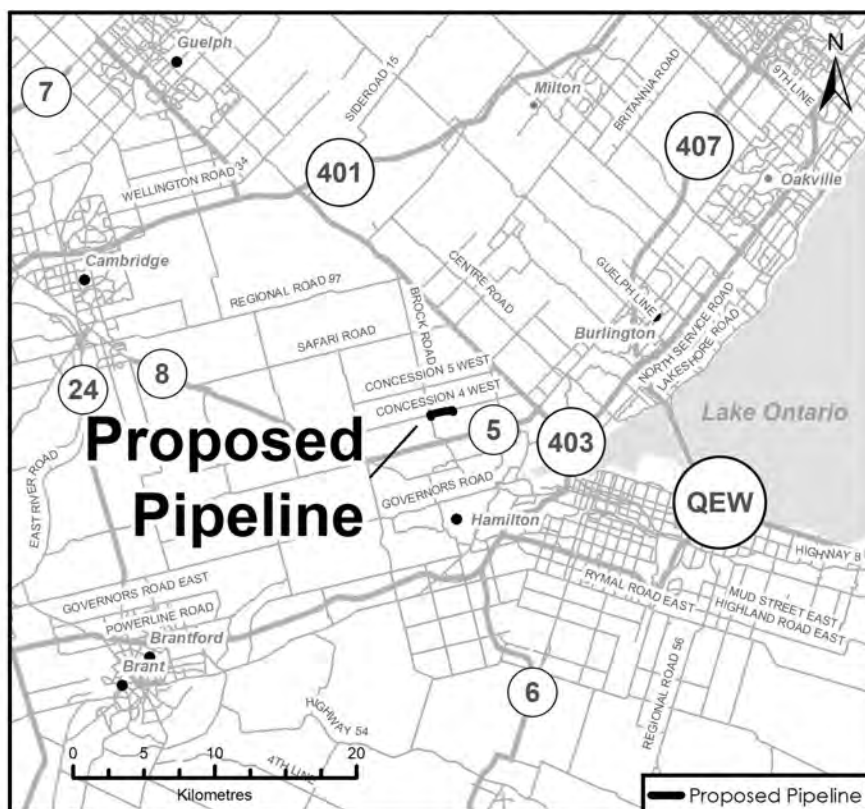 Guelph
7
SIDEROAD 15
Milton
BRITANNIA ROAD
9TH LINE
N
401
407
WELLINGTON ROAD 34
Oakville
Cambridge
REGIONAL ROAD 97
BROCK ROAD
CENTRE ROAD
GUELPH LINE
SAFARI ROAD
Burlington
NORTH SERVICE ROAD
LAKESHORE ROAD
CONCESSION 5 WEST
CONCESSION 4 WEST
24
8
Lake Ontario
Proposed
Pipeline
5
403
EAST RIVER ROAD
GOVERNORS ROAD
Hamilton
QEW
HIGHWAY 8
GOVERNORS ROAD EAST
RYMAL ROAD EAST
MUD STREET EAST
HIGHLAND ROAD EAST
POWERLINE ROAD
Brantford
Brant
REGIONAL ROAD 56
6
HIGHWAY 54
4TH LINE
0 5 10 20
Kilometres
Proposed Pipeline